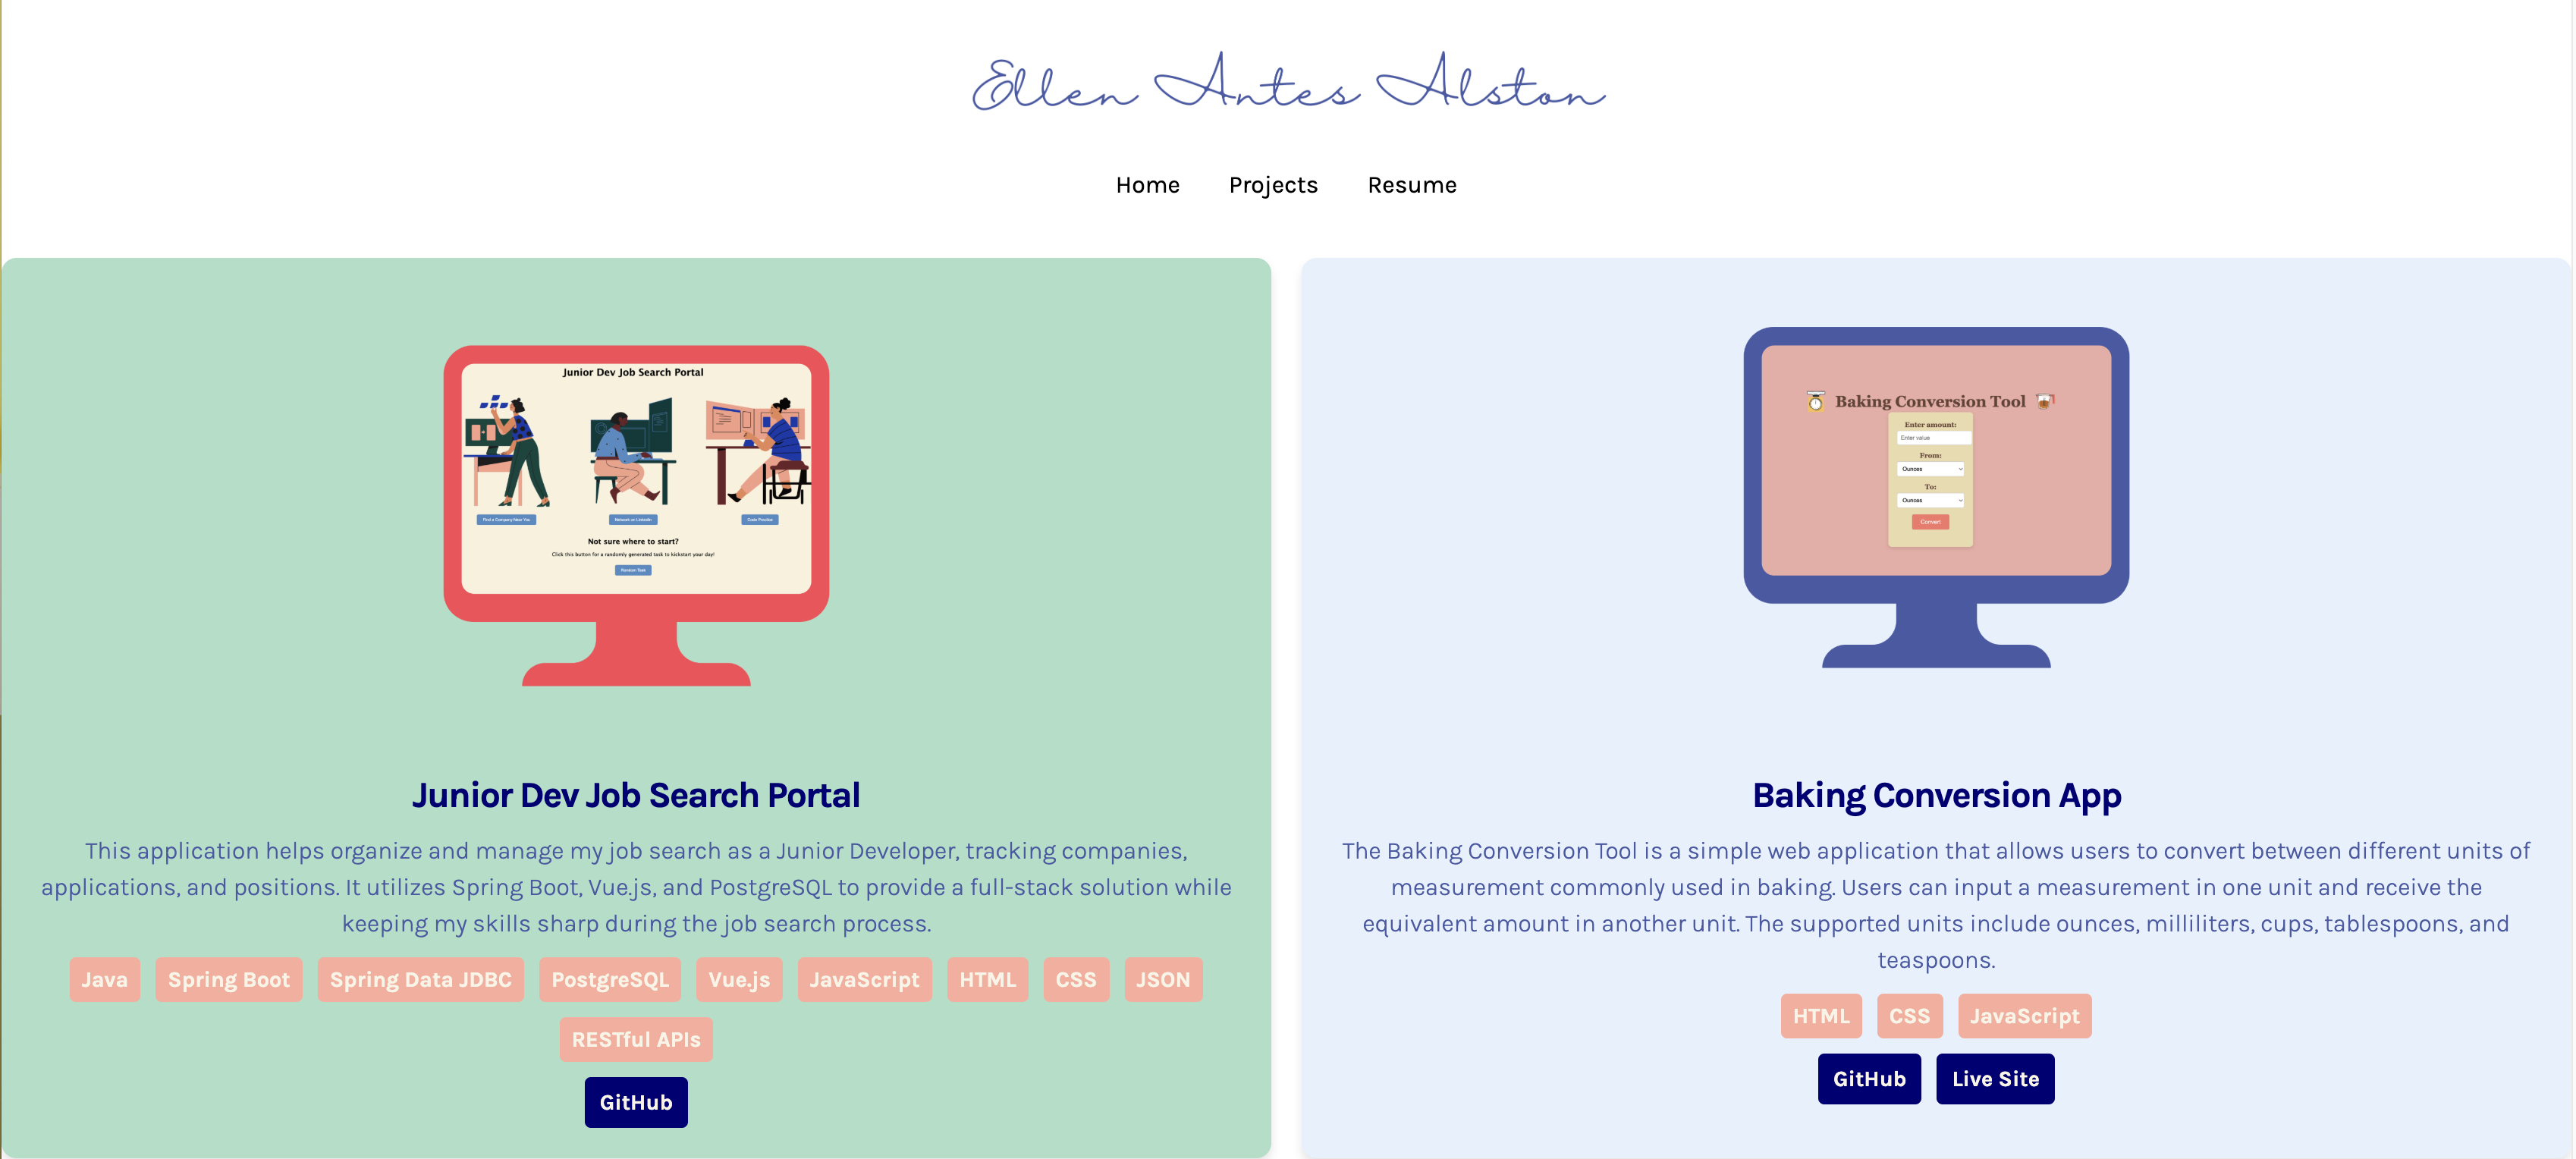 Ellen Antes Alston
Home Projects Resume
Junior Dev Job Search Portal
Find a Company Near You Network on LinkedIn Code Practice
Not sure where to start?
Click this button for a randomly generated task to kickstart your day!
Random Task
Junior Dev Job Search Portal
This application helps organize and manage my job search as a Junior Developer, tracking companies,
applications, and positions. It utilizes Spring Boot, Vue.js, and PostgreSQL to provide a full-stack solution while
keeping my skills sharp during the job search process.
Java Spring Boot Spring Data JDBC PostgreSQL Vue.js JavaScript HTML CSS JSON
RESTful APIs
GitHub
Baking Conversion Tool
Enter amount:
Enter value
From:
Ounces
To:
Ounces
Convert
Baking Conversion App
The Baking Conversion Tool is a simple web application that allows users to convert between different units of
measurement commonly used in baking. Users can input a measurement in one unit and receive the
equivalent amount in another unit. The supported units include ounces, milliliters, cups, tablespoons, and
teaspoons.
HTML CSS JavaScript
GitHub Live Site